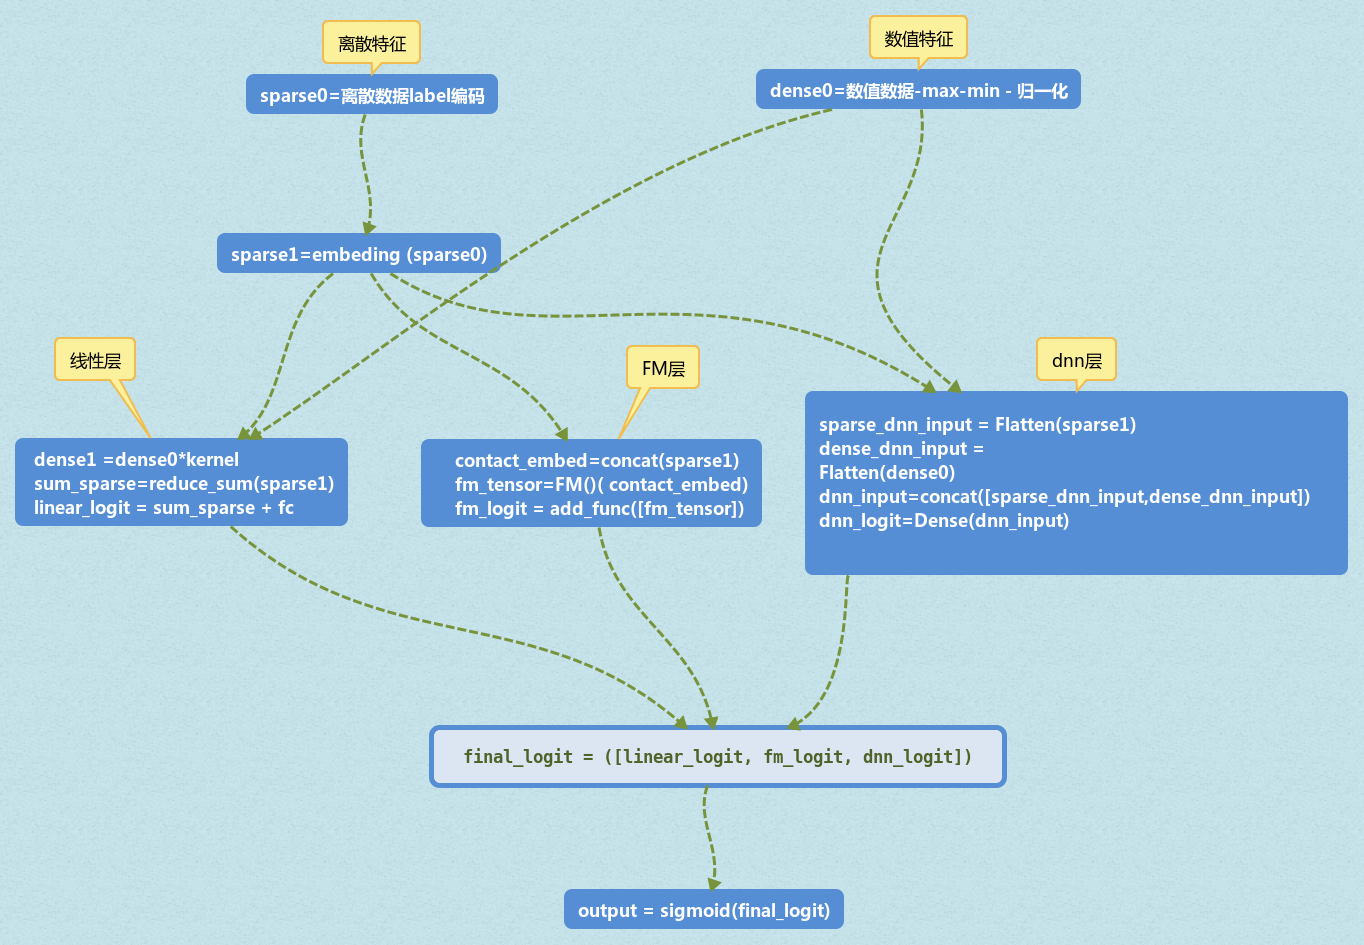 离散特征
数值特征
sparse0=离散数据label编码
dense0=数值数据-max-min - 归一化
sparse1=embeding (sparse0)
线性层
FM层
dnn层
dense1 =dense0*kernel
sum_sparse=reduce_sum(sparse1)
linear_logit = sum_sparse + fc
contact_embed=concat(sparse1)
fm_tensor=FM()( contact_embed)
fm_logit = add_func([fm_tensor])
sparse_dnn_input = Flatten(sparse1)
dense_dnn_input =
Flatten(dense0)
dnn_input=concat([sparse_dnn_input,dense_dnn_input])
dnn_logit=Dense(dnn_input)
final_logit = ([linear_logit, fm_logit, dnn_logit])
output = sigmoid(final_logit)